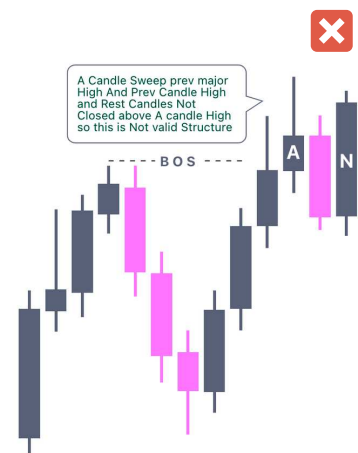 A Candle Sweep prev major
High And Prev Candle High
and Rest Candles Not
Closed above A candle High
so this is Not valid Structure
BOS
A
N